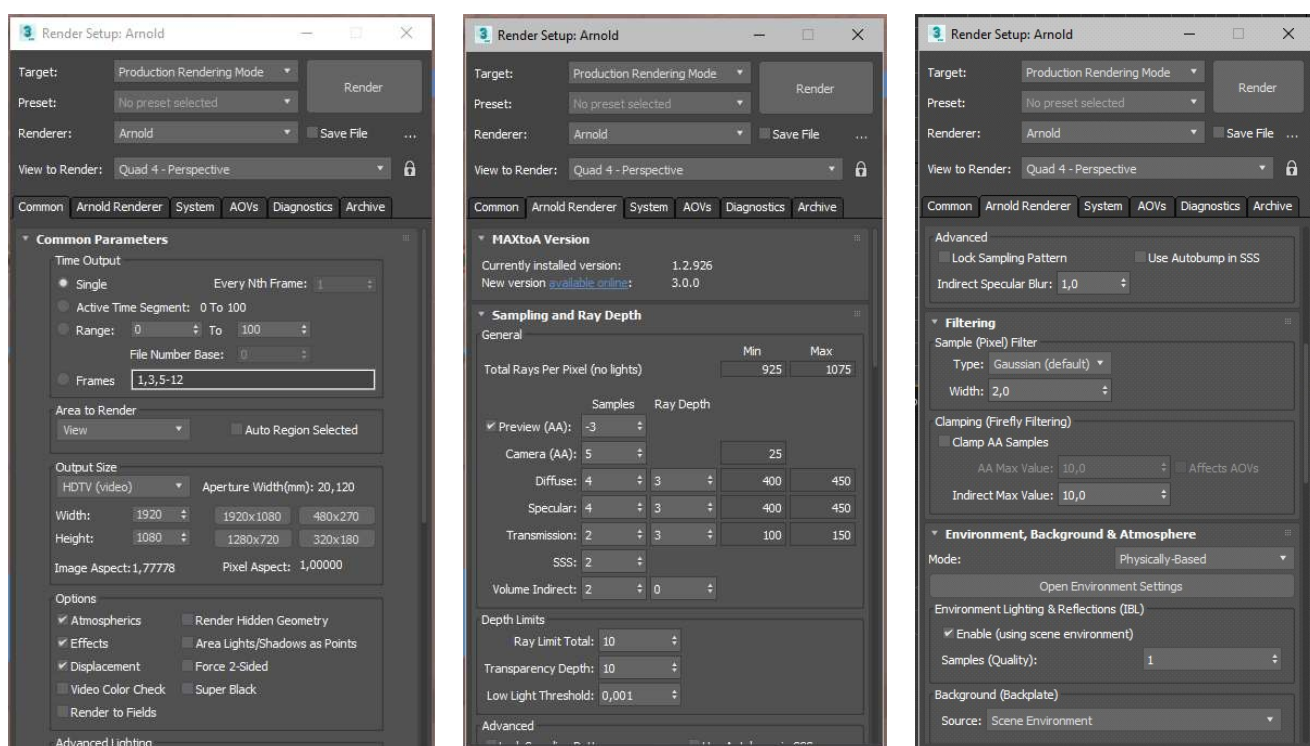 Render Setup: Arnold
Target: Production Rendering Mode
Render
Preset: No preset selected
Renderer: Arnold Save File ...
View to Render: Quad 4 - Perspective
Common Arnold Renderer System AOVs Diagnostics Archive
Common Parameters
Time Output
Single Every Nth Frame: 1
Active Time Segment: 0 To 100
Range: 0 To 100
File Number Base: 0
Frames 1,3,5-12
Area to Render
View Auto Region Selected
Output Size
HDTV (video) Aperture Width(mm): 20,120
Width: 1920 1920x1080 480x270
Height: 1080 1280x720 320x180
Image Aspect: 1,77778 Pixel Aspect: 1,00000
Options
Atmospherics Render Hidden Geometry
Effects Area Lights/Shadows as Points
Displacement Force 2-Sided
Video Color Check Super Black
Render to Fields
Advanced Lighting
Render Setup: Arnold
Target: Production Rendering Mode
Render
Preset: No preset selected
Renderer: Arnold Save File ...
View to Render: Quad 4 - Perspective
Common Arnold Renderer System AOVs Diagnostics Archive
MAXtoA Version
Currently installed version: 1.2.926
New version available online: 3.0.0
Sampling and Ray Depth
General
Min Max
Total Rays Per Pixel (no lights) 925 1075
Samples Ray Depth
Preview (AA): -3
Camera (AA): 5 25
Diffuse: 4 3 400 450
Specular: 4 3 400 450
Transmission: 2 3 100 150
SSS: 2
Volume Indirect: 2 0
Depth Limits
Ray Limit Total: 10
Transparency Depth: 10
Low Light Threshold: 0,001
Advanced
Render Setup: Arnold
Target: Production Rendering Mode
Render
Preset: No preset selected
Renderer: Arnold Save File ...
View to Render: Quad 4 - Perspective
Common Arnold Renderer System AOVs Diagnostics Archive
Advanced
Lock Sampling Pattern Use Autobump in SSS
Indirect Specular Blur: 1,0
Filtering
Sample (Pixel) Filter
Type: Gaussian (default)
Width: 2,0
Clamping (Firefly Filtering)
Clamp AA Samples
AA Max Value: 10,0 Affects AOVs
Indirect Max Value: 10,0
Environment, Background & Atmosphere
Mode: Physically-Based
Open Environment Settings
Environment Lighting & Reflections (IBL)
Enable (using scene environment)
Samples (Quality): 1
Background (Backplate)
Source: Scene Environment